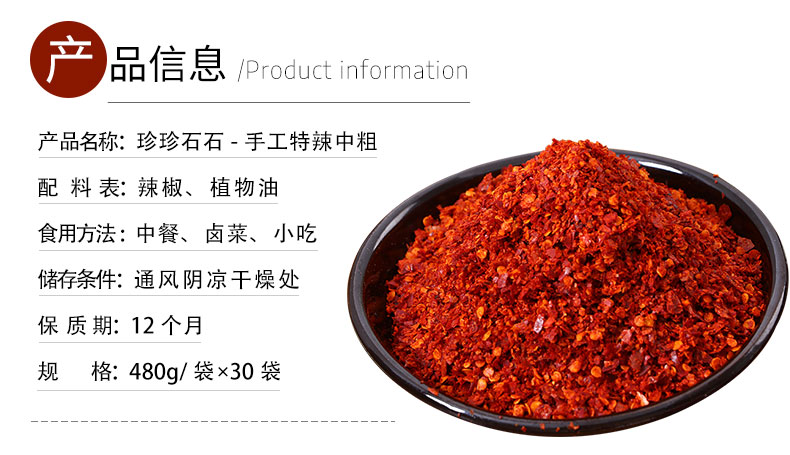 产品信息 /Product information
产品名称: 珍珍石石 - 手工特辣中粗
配 料 表: 辣椒、植物油
食用方法: 中餐、卤菜、小吃
储存条件: 通风阴凉干燥处
保 质 期: 12 个月
规 格: 480g/ 袋×30 袋